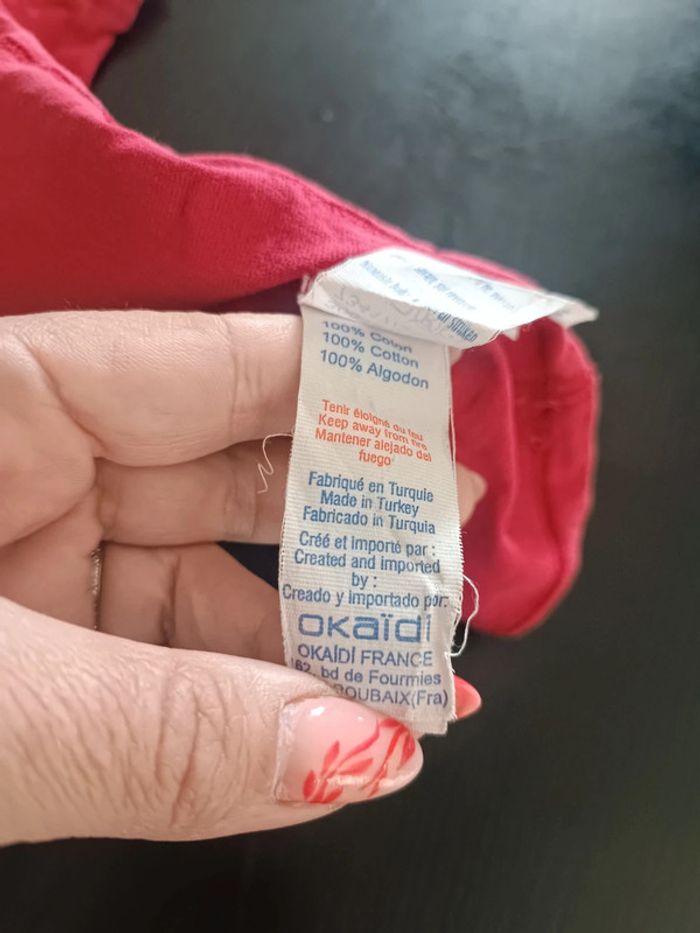 100% Coton
100% Cotton
100% Algodon
Tenir éloigné du feu
Keep away from fire
Mantener alejado del
fuego
Fabriqué en Turquie
Made in Turkey
Fabricado in Turquia
Créé et importé par :
Created and imported
by :
Creado y importado por:
okaïdi
OKAÏDI FRANCE
162, bd de Fourmies
ROUBAIX(Fra)